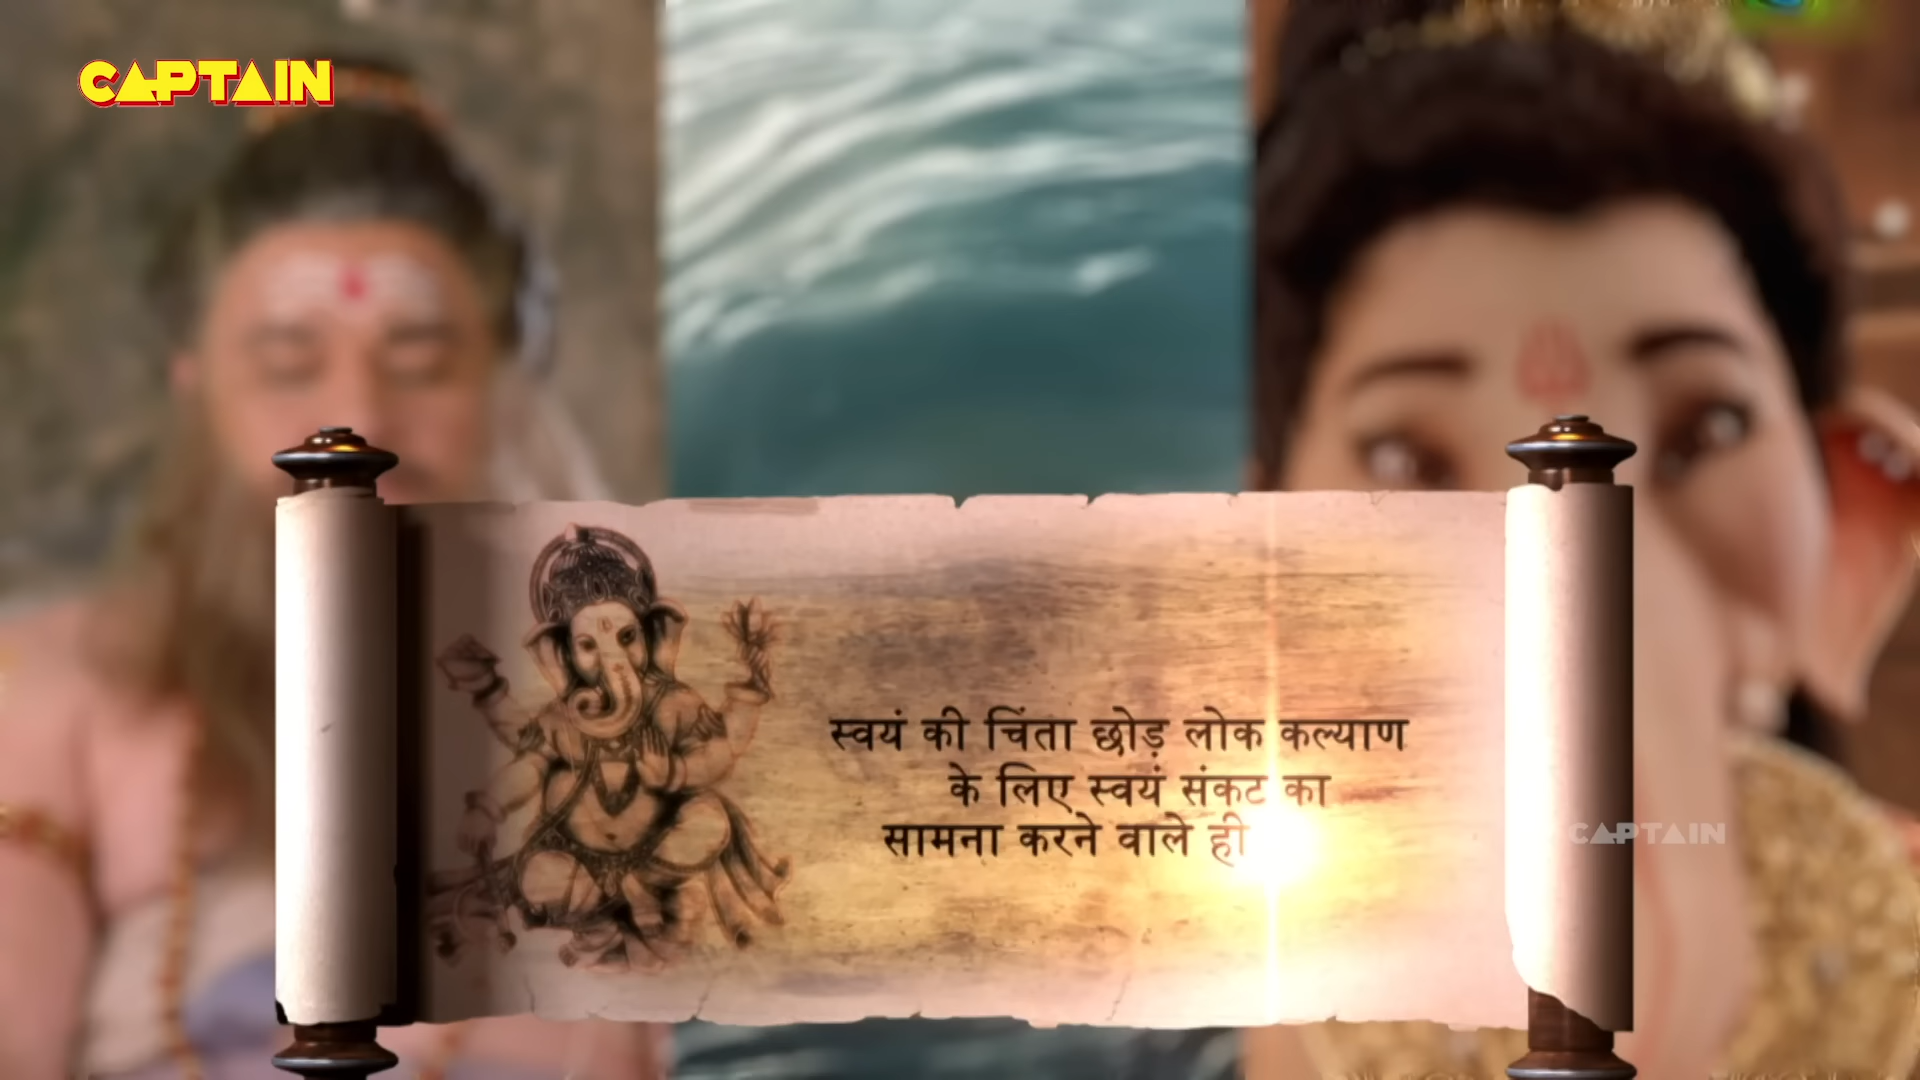 CAPTAIN
स्वयं की चिंता छोड़ लोक कल्याण
के लिए स्वयं संकट का
सामना करने वाले ही
CAPTAIN